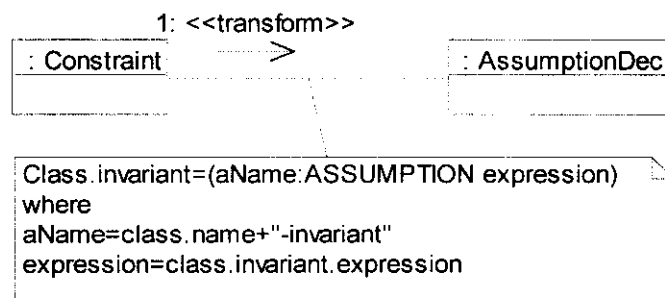 1: <<transform>>
: Constraint
: AssumptionDec
Class.invariant=(aName:ASSUMPTION expression)
where
aName=class.name+"-invariant"
expression=class.invariant.expression